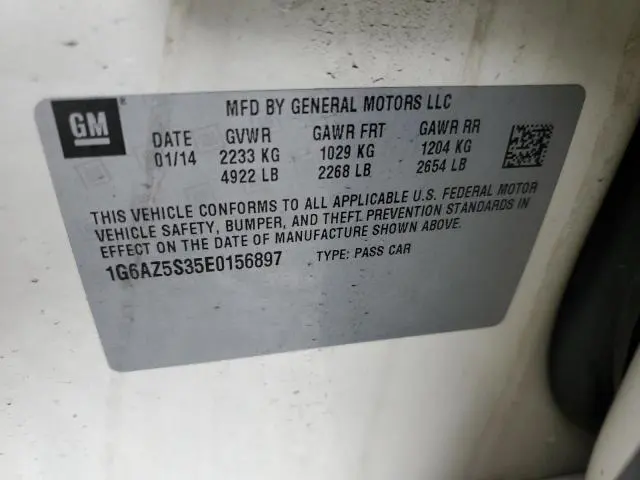 GM
MFD BY GENERAL MOTORS LLC
DATE GVWR GAWR FRT GAWR RR
01/14 2233 KG 1029 KG 1204 KG
4922 LB 2268 LB 2654 LB
THIS VEHICLE CONFORMS TO ALL APPLICABLE U.S. FEDERAL MOTOR
VEHICLE SAFETY, BUMPER, AND THEFT PREVENTION STANDARDS IN
EFFECT ON THE DATE OF MANUFACTURE SHOWN ABOVE.
1G6AZ5S35E0156897 TYPE: PASS CAR